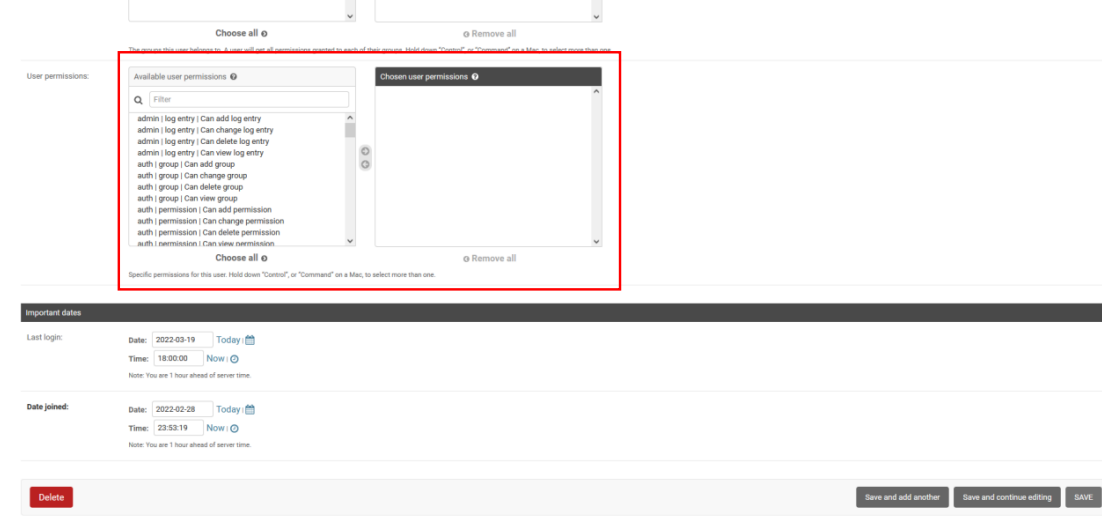 Choose all
Remove all
The groups this user belongs to. A user will get all permissions granted to each of their groups. Hold down "Control", or "Command" on a Mac, to select more than one.
User permissions:
Available user permissions
Chosen user permissions
Filter
admin | log entry | Can add log entry
admin | log entry | Can change log entry
admin | log entry | Can delete log entry
admin | log entry | Can view log entry
auth | group | Can add group
auth | group | Can change group
auth | group | Can delete group
auth | group | Can view group
auth | permission | Can add permission
auth | permission | Can change permission
auth | permission | Can delete permission
auth | permission | Can view permission
Choose all
Remove all
Specific permissions for this user. Hold down "Control", or "Command" on a Mac, to select more than one.
Important dates
Last login:
Date: 2022-03-19 Today |
Time: 18:00:00 Now |
Note: You are 1 hour ahead of server time.
Date joined:
Date: 2022-02-28 Today |
Time: 23:53:19 Now |
Note: You are 1 hour ahead of server time.
Delete
Save and add another
Save and continue editing
SAVE